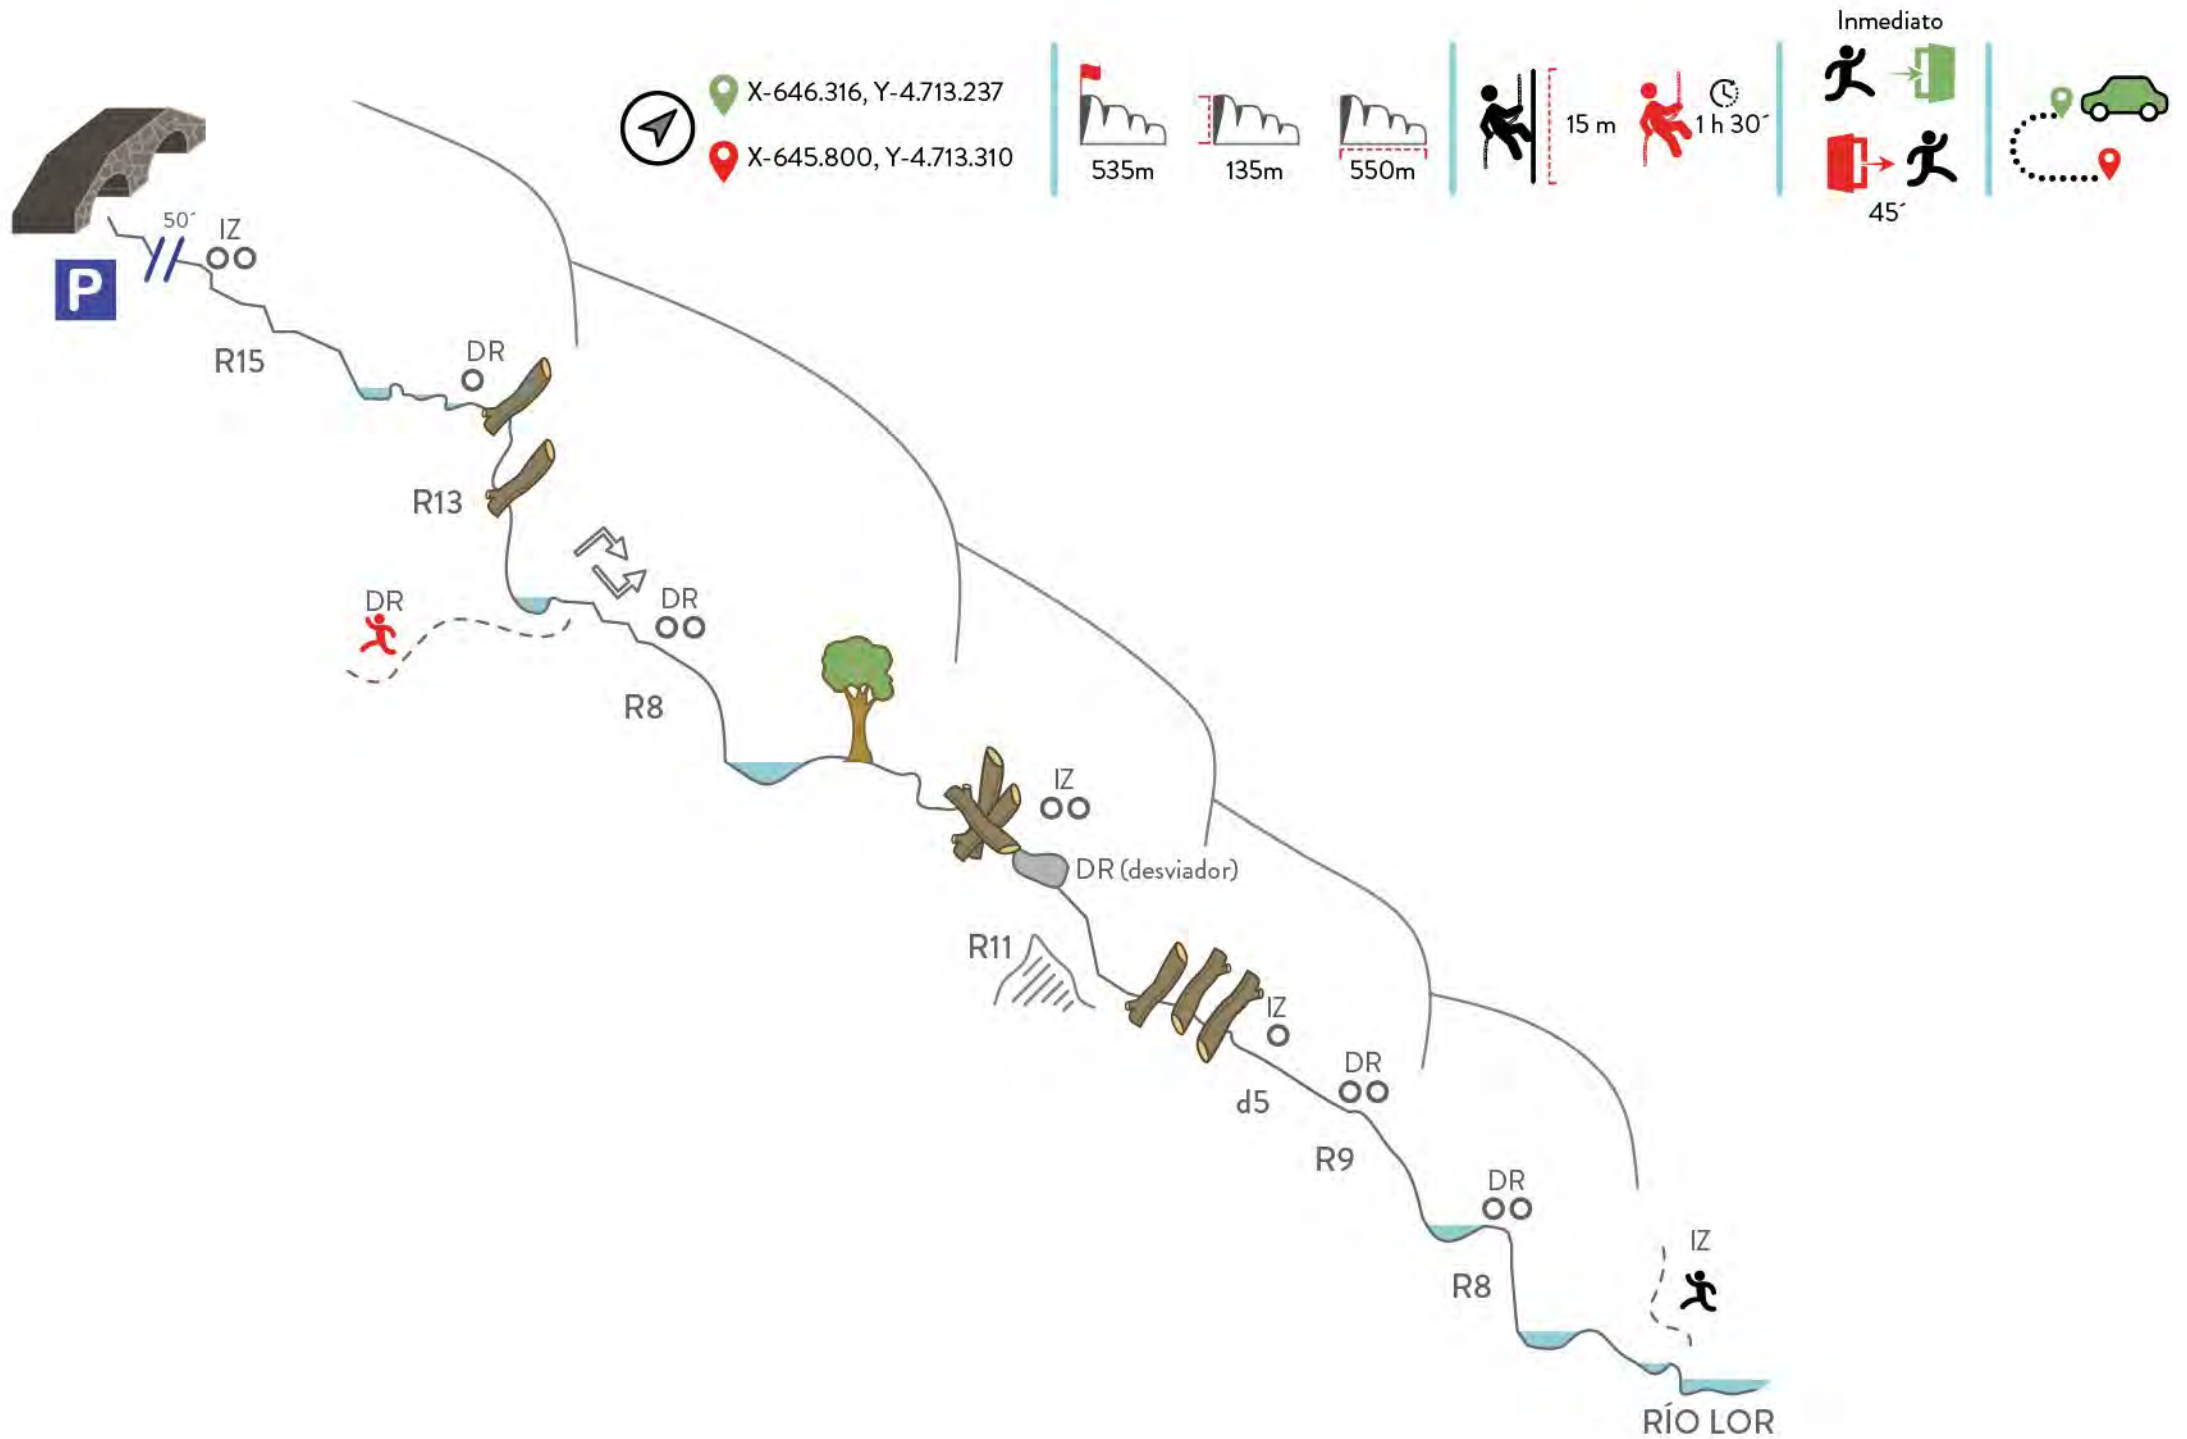 Inmediato
X-646.316, Y-4.713.237
X-645.800, Y-4.713.310
535m
135m
550m
15 m
1 h 30´
45´
50´
IZ
P
R15
DR
R13
DR
DR
R8
IZ
DR (desviador)
R11
IZ
d5
DR
R9
DR
R8
IZ
RÍO LOR